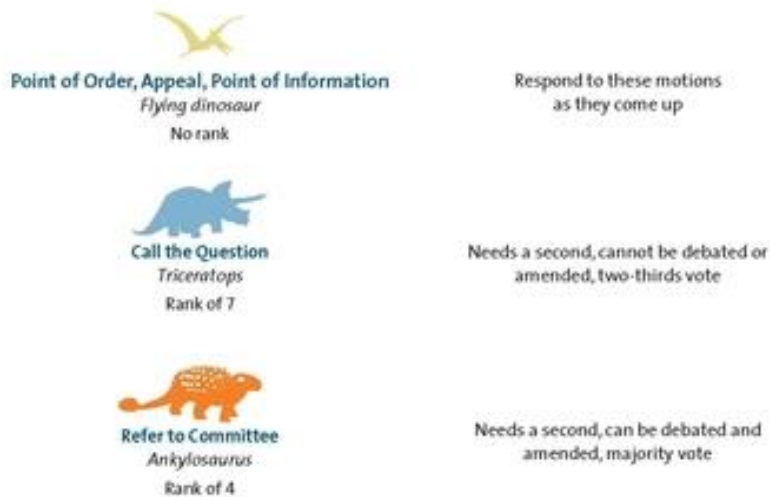 Point of Order, Appeal, Point of Information
Flying dinosaur
No rank
Respond to these motions
as they come up
Call the Question
Triceratops
Rank of 7
Needs a second, cannot be debated or
amended, two-thirds vote
Refer to Committee
Ankylosaurus
Rank of 4
Needs a second, can be debated and
amended, majority vote